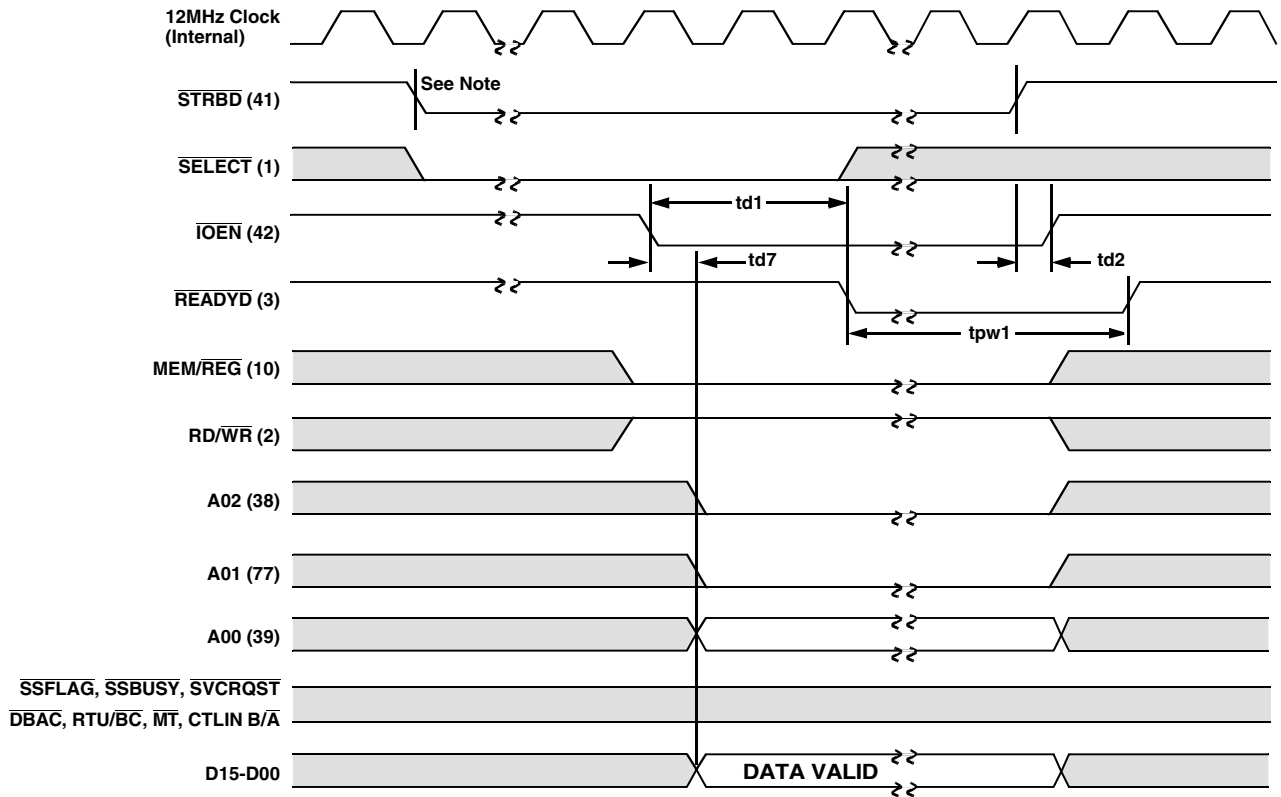 12MHz Clock
(Internal)
STRBD (41)
See Note
SELECT (1)
td1
IOEN (42)
td7
td2
READYD (3)
tpw1
MEM/REG (10)
RD/WR (2)
A02 (38)
A01 (77)
A00 (39)
SSFLAG, SSBUSY, SVCRQST
DBAC, RTU/BC, MT, CTLIN B/A
D15-D00
DATA VALID